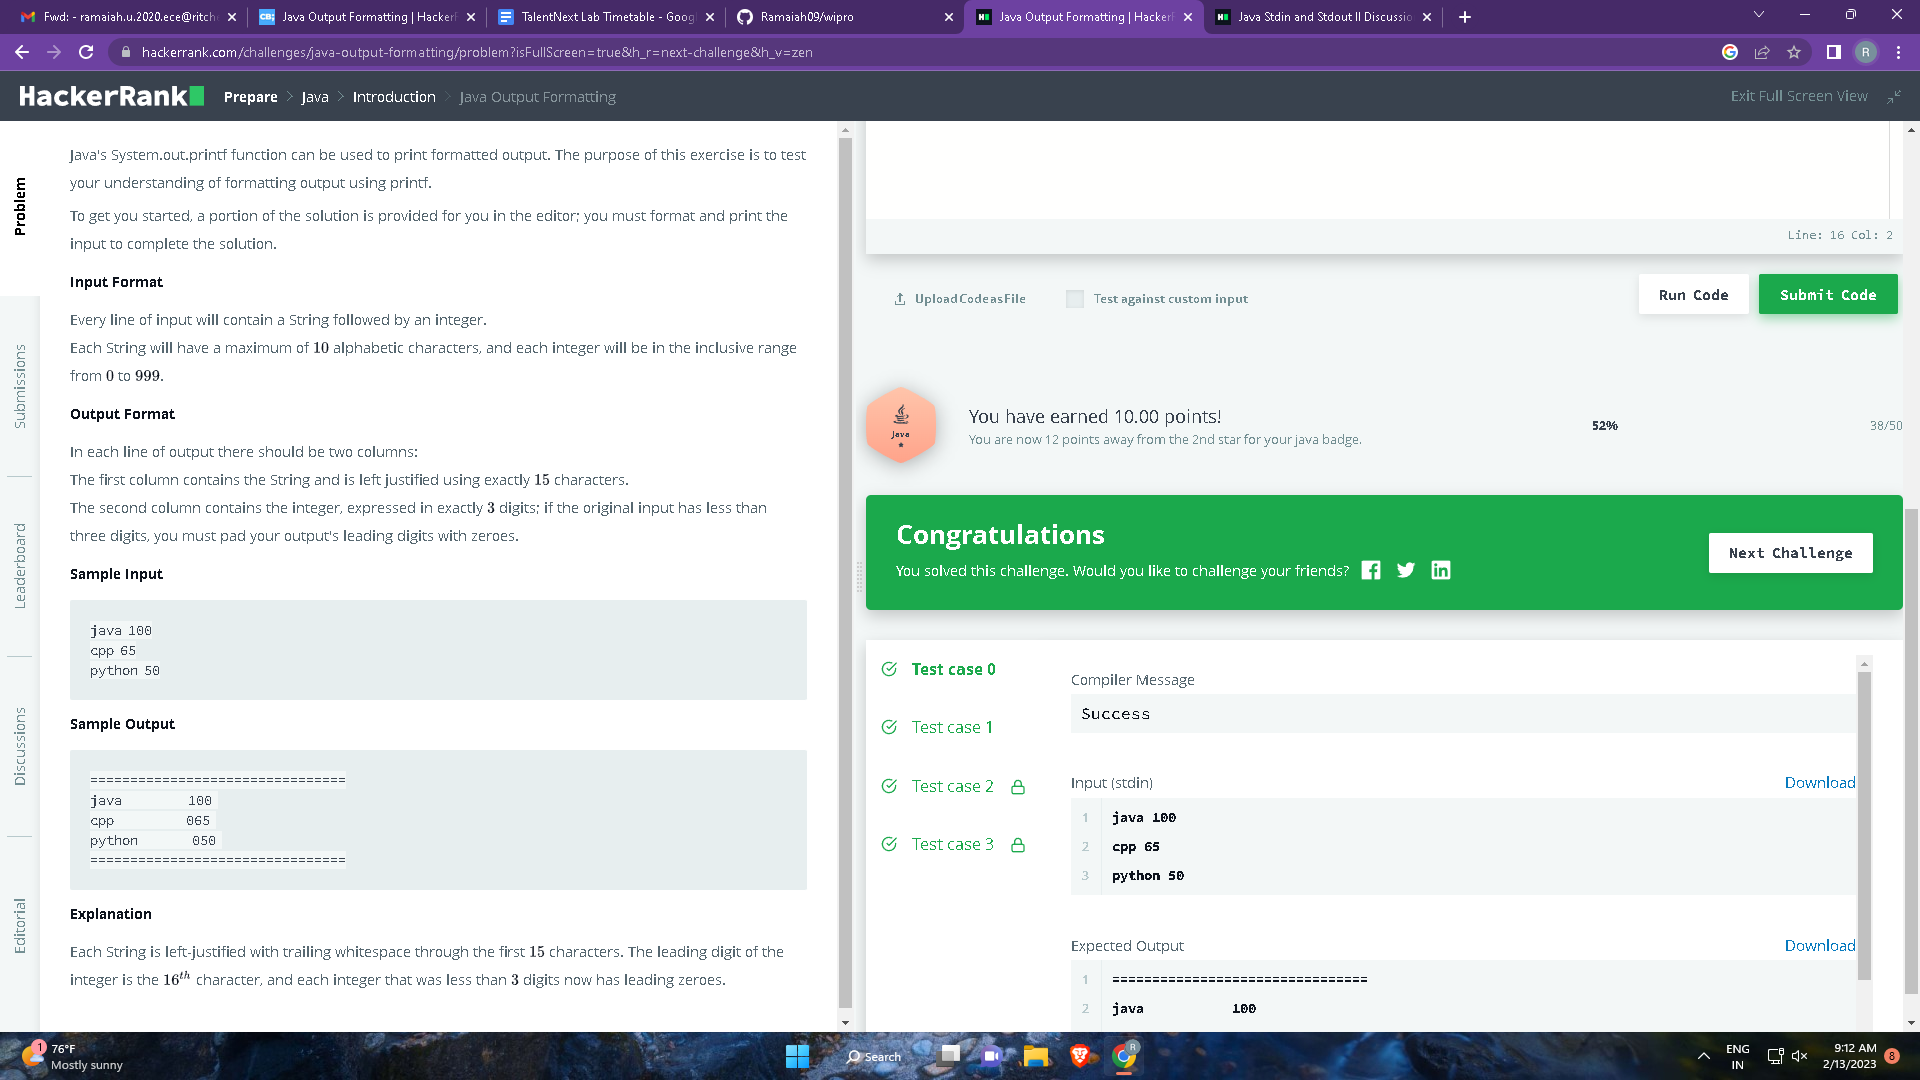 Fwd: - ramaiah.u.2020.ece@ritchr
Java Output Formatting | HackerF
TalentNext Lab Timetable - Googl
Ramaiah09/wipro
Java Output Formatting | HackerF
Java Stdin and Stdout II Discussio
hackerrank.com/challenges/java-output-formatting/problem?isFullScreen=true&h_r=next-challenge&h_v=zen
R
HackerRank
Prepare > Java > Introduction > Java Output Formatting
Exit Full Screen View
Problem
Submissions
Leaderboard
Discussions
Editorial
Java's System.out.printf function can be used to print formatted output. The purpose of this exercise is to test
your understanding of formatting output using printf.
To get you started, a portion of the solution is provided for you in the editor; you must format and print the
input to complete the solution.
Input Format
Every line of input will contain a String followed by an integer.
Each String will have a maximum of 10 alphabetic characters, and each integer will be in the inclusive range
from 0 to 999.
Output Format
In each line of output there should be two columns:
The first column contains the String and is left justified using exactly 15 characters.
The second column contains the integer, expressed in exactly 3 digits; if the original input has less than
three digits, you must pad your output's leading digits with zeroes.
Sample Input
java 100
cpp 65
python 50
Sample Output
================================
java           100
cpp            065
python         050
================================
Explanation
Each String is left-justified with trailing whitespace through the first 15 characters. The leading digit of the
integer is the 16th character, and each integer that was less than 3 digits now has leading zeroes.
Line: 16 Col: 2
Upload Code as File
Test against custom input
Run Code
Submit Code
Java
You have earned 10.00 points!
You are now 12 points away from the 2nd star for your java badge.
52%
38/50
Congratulations
You solved this challenge. Would you like to challenge your friends?
Next Challenge
Test case 0
Test case 1
Test case 2
Test case 3
Compiler Message
Success
Input (stdin)
Download
1 java 100
2 cpp 65
3 python 50
Expected Output
Download
1 ================================
2 java           100
1
76°F
Mostly sunny
Search
R
ENG
IN
9:12 AM
2/13/2023
8